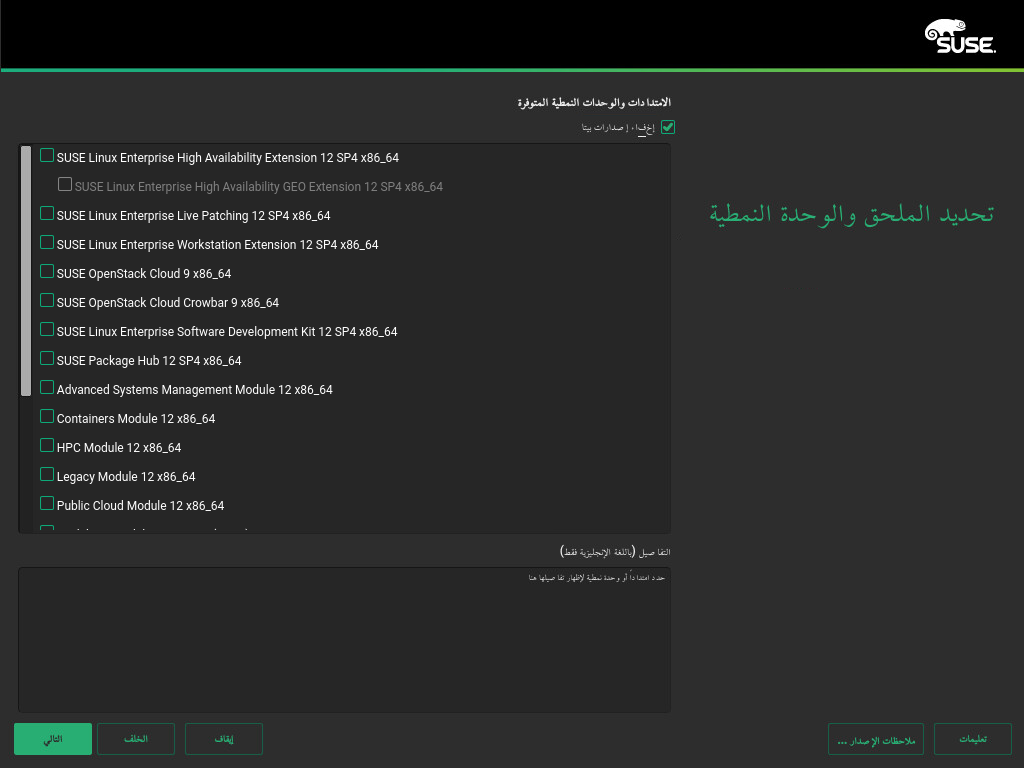 SUSE.
الامتدادات والوحدات النمطية المتوفرة
إخفاء إصدارات بيتا
تحديد الملحق والوحدة النمطية
SUSE Linux Enterprise High Availability Extension 12 SP4 x86_64
SUSE Linux Enterprise High Availability GEO Extension 12 SP4 x86_64
SUSE Linux Enterprise Live Patching 12 SP4 x86_64
SUSE Linux Enterprise Workstation Extension 12 SP4 x86_64
SUSE OpenStack Cloud 9 x86_64
SUSE OpenStack Cloud Crowbar 9 x86_64
SUSE Linux Enterprise Software Development Kit 12 SP4 x86_64
SUSE Package Hub 12 SP4 x86_64
Advanced Systems Management Module 12 x86_64
Containers Module 12 x86_64
HPC Module 12 x86_64
Legacy Module 12 x86_64
Public Cloud Module 12 x86_64
التفاصيل (باللغة الإنجليزية فقط)
حدد امتدادًا أو وحدة نمطية لإظهار تفاصيلها هنا
تعليمات
ملاحظات الإصدار ...
إيقاف
الخلف
التالي